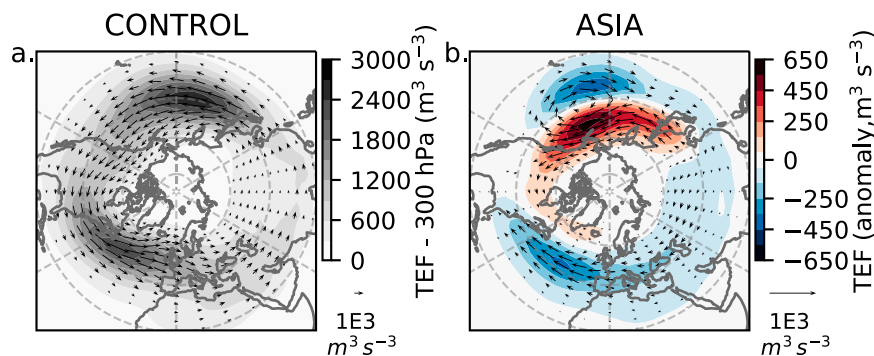 CONTROL
a.
3000
2400
1800
1200
600
0
TEF - 300 hPa (m³ s⁻³)
1E3
m³ s⁻³
ASIA
b.
650
450
250
0
−250
−450
−650
TEF (anomaly,m³ s⁻³)
1E3
m³ s⁻³